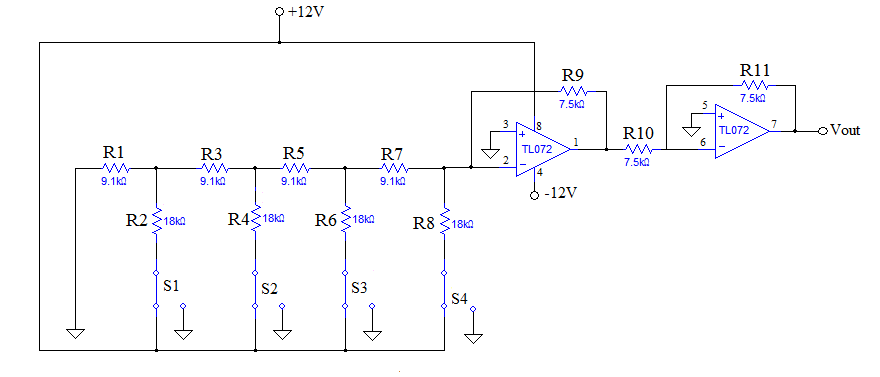 +12V
R9
7.5kΩ
R11
7.5kΩ
3
+
8
TL072
1
2
−
4
-12V
R10
7.5kΩ
5
+
TL072
7
6
−
Vout
R1
9.1kΩ
R3
9.1kΩ
R5
9.1kΩ
R7
9.1kΩ
R2
18kΩ
R4
18kΩ
R6
18kΩ
R8
18kΩ
S1
S2
S3
S4